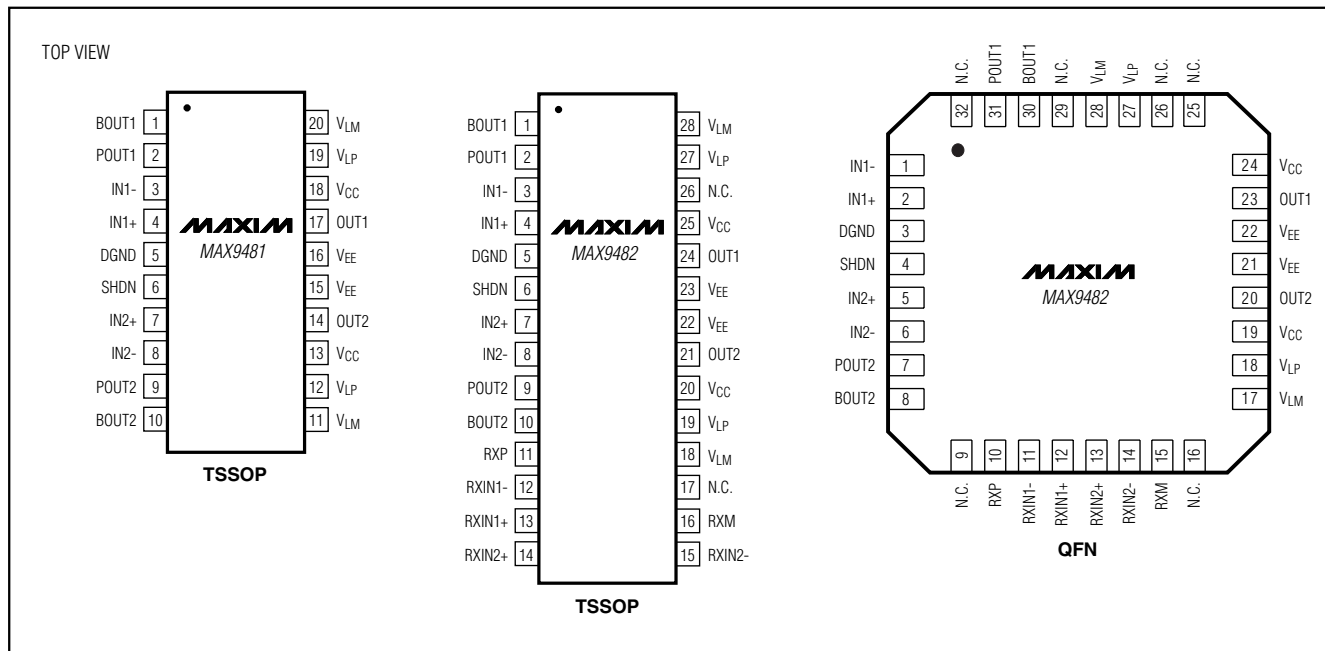 TOP VIEW
BOUT1 1
POUT1 2
IN1- 3
IN1+ 4
DGND 5
SHDN 6
IN2+ 7
IN2- 8
POUT2 9
BOUT2 10
20 VLM
19 VLP
18 VCC
17 OUT1
16 VEE
15 VEE
14 OUT2
13 VCC
12 VLP
11 VLM
MAXIM
MAX9481
TSSOP
BOUT1 1
POUT1 2
IN1- 3
IN1+ 4
DGND 5
SHDN 6
IN2+ 7
IN2- 8
POUT2 9
BOUT2 10
RXP 11
RXIN1- 12
RXIN1+ 13
RXIN2+ 14
28 VLM
27 VLP
26 N.C.
25 VCC
24 OUT1
23 VEE
22 VEE
21 OUT2
20 VCC
19 VLP
18 VLM
17 N.C.
16 RXM
15 RXIN2-
MAXIM
MAX9482
TSSOP
N.C. 32
POUT1 31
BOUT1 30
N.C. 29
VLM 28
VLP 27
N.C. 26
N.C. 25
IN1- 1
IN1+ 2
DGND 3
SHDN 4
IN2+ 5
IN2- 6
POUT2 7
BOUT2 8
24 VCC
23 OUT1
22 VEE
21 VEE
20 OUT2
19 VCC
18 VLP
17 VLM
MAXIM
MAX9482
9 N.C.
10 RXP
11 RXIN1-
12 RXIN1+
13 RXIN2+
14 RXIN2-
15 RXM
16 N.C.
QFN